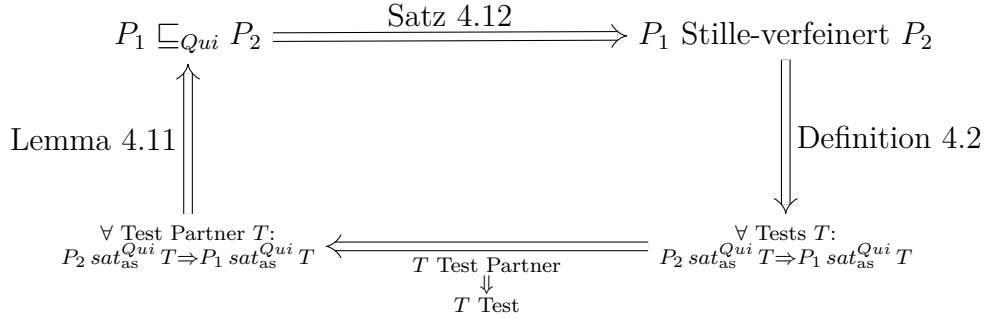 Satz 4.12
P₁ ⊑_Qui P₂
P₁ Stille-verfeinert P₂
Lemma 4.11
Definition 4.2
∀ Test Partner T:
P₂ sat_as^Qui T⇒P₁ sat_as^Qui T
∀ Tests T:
P₂ sat_as^Qui T⇒P₁ sat_as^Qui T
T Test Partner
⇓
T Test